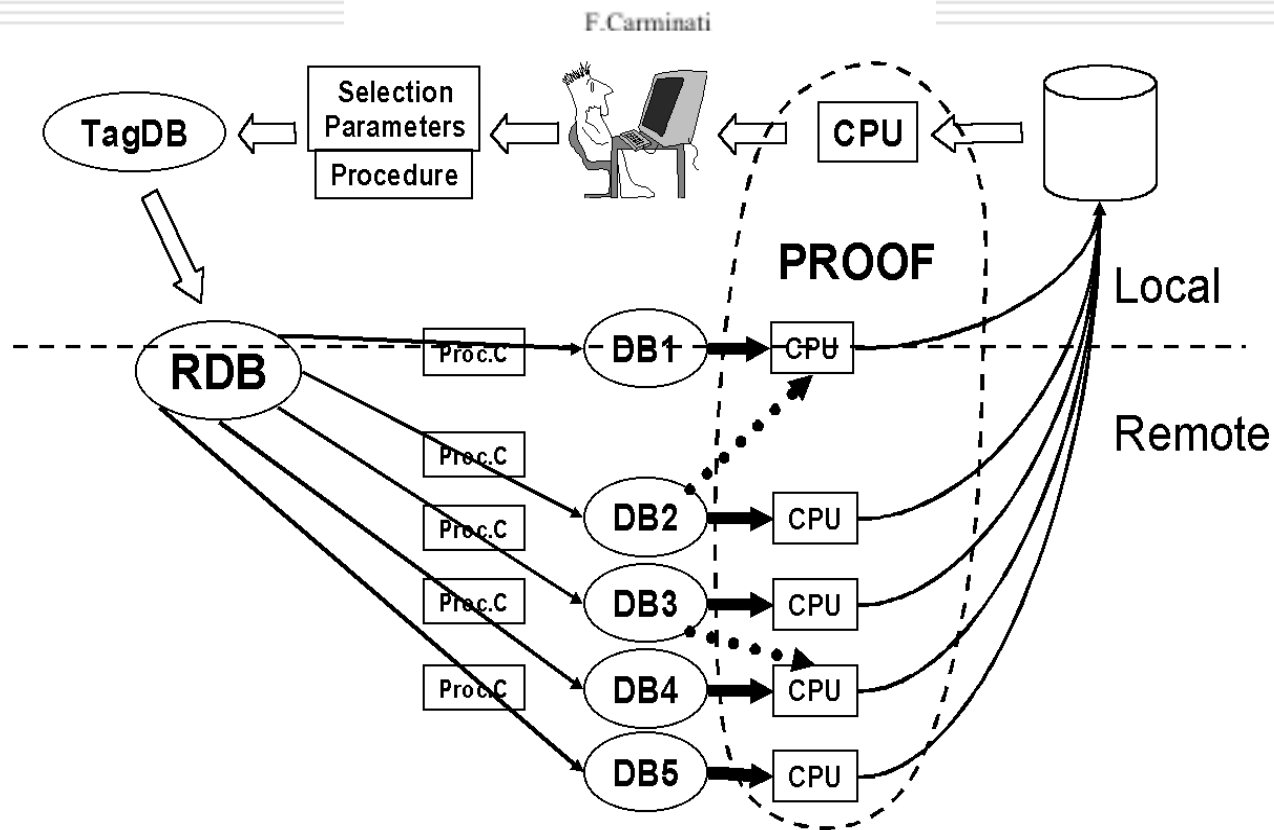 F.Carminati
Selection
Parameters
Procedure
TagDB
CPU
PROOF
Local
RDB
Proc.C
DB1
CPU
Remote
Proc.C
DB2
CPU
Proc.C
DB3
CPU
Proc.C
DB4
CPU
Proc.C
DB5
CPU